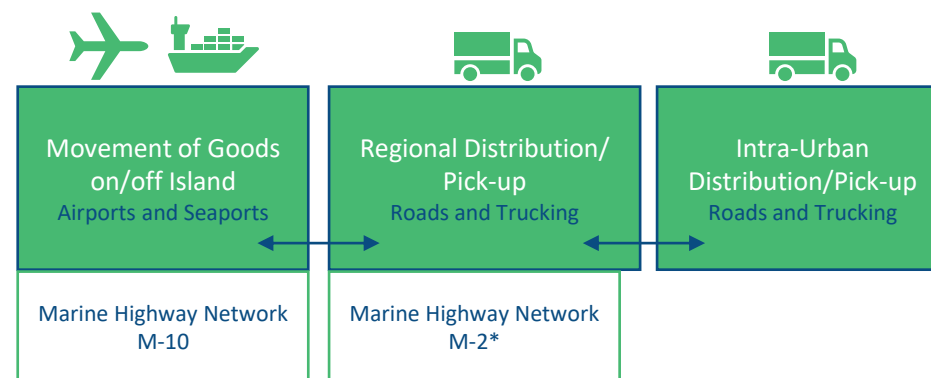 Movement of Goods
on/off Island
Airports and Seaports
Regional Distribution/
Pick-up
Roads and Trucking
Intra-Urban
Distribution/Pick-up
Roads and Trucking
Marine Highway Network
M-10
Marine Highway Network
M-2*